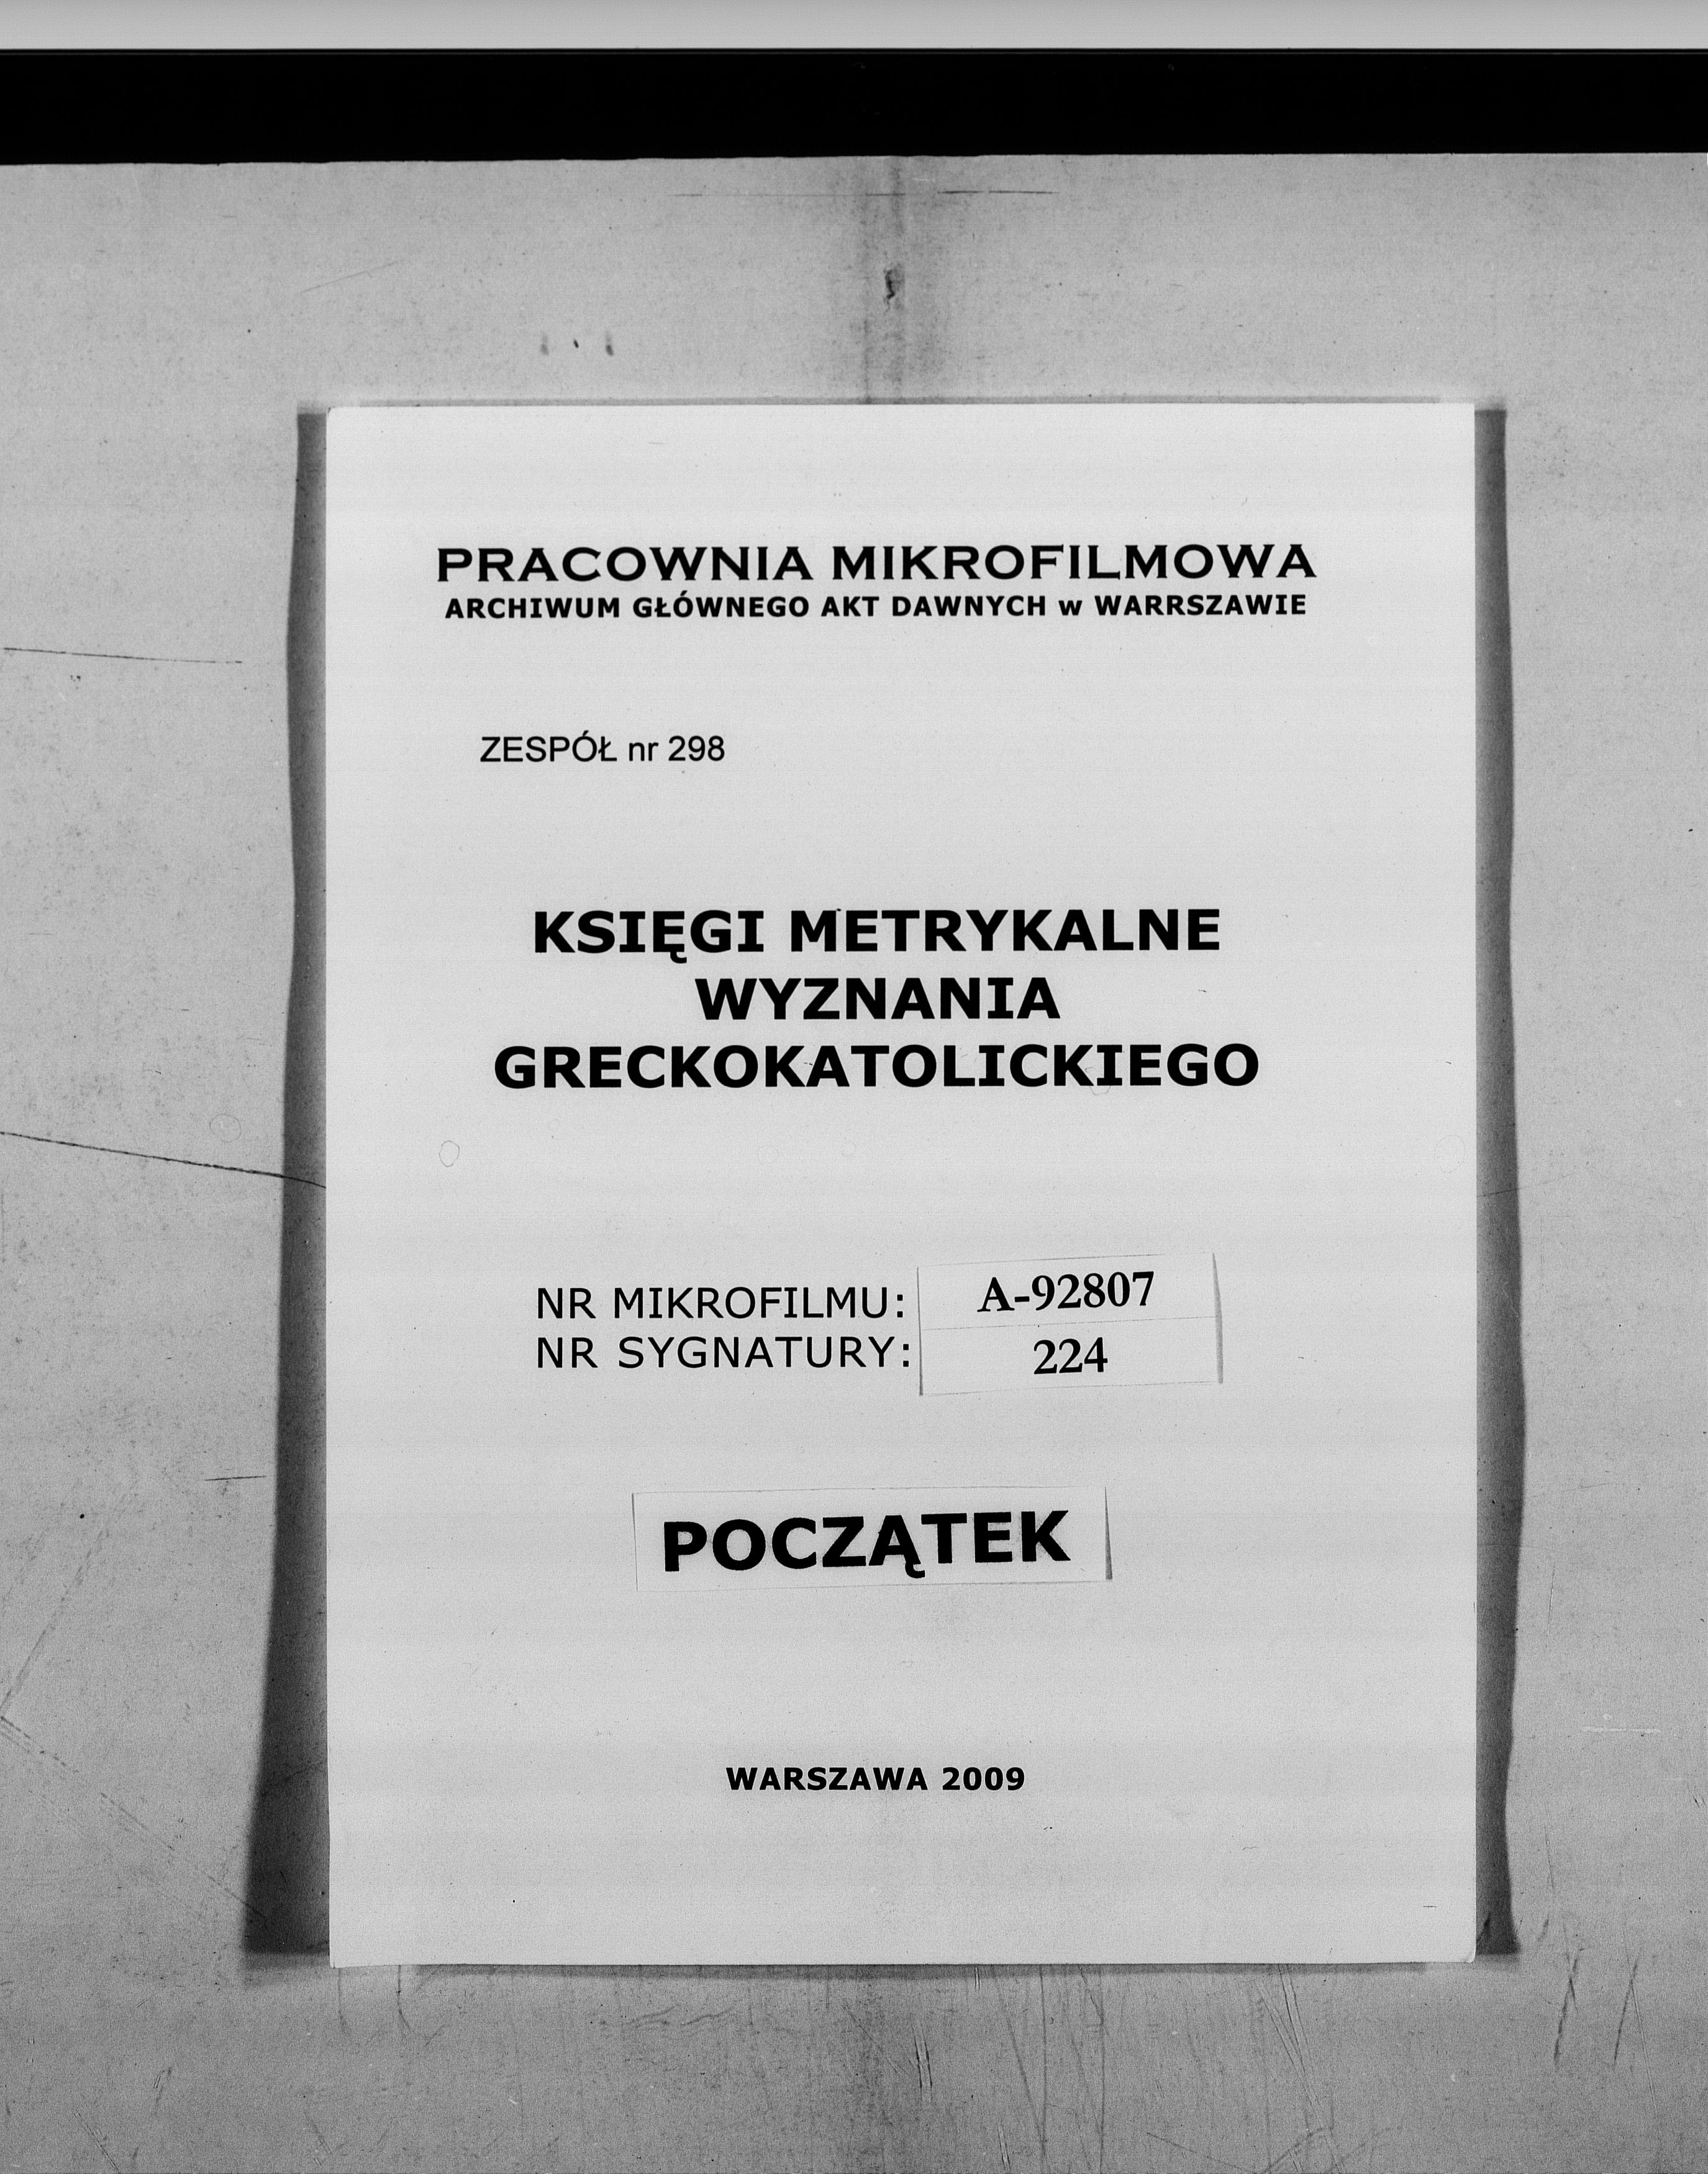 PRACOWNIA MIKROFILMOWA
ARCHIWUM GŁÓWNEGO AKT DAWNYCH w WARRSZAWIE
ZESPÓŁ nr 298
KSIĘGI METRYKALNE
WYZNANIA
GRECKOKATOLICKIEGO
NR MIKROFILMU: A-92807
NR SYGNATURY: 224
POCZĄTEK
WARSZAWA 2009